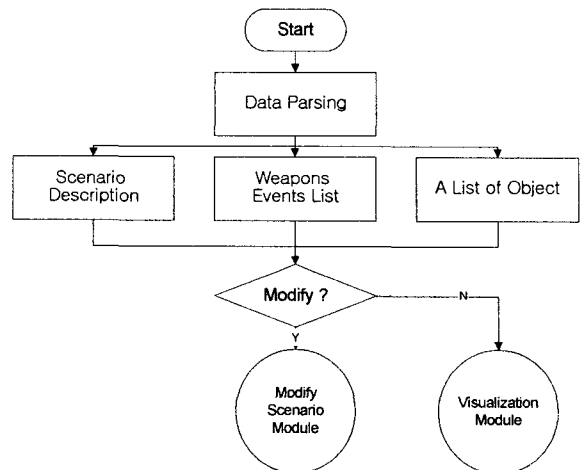 Start
Data Parsing
Scenario
Description
Weapons
Events List
A List of Object
Modify ?
N
Y
Modify
Scenario
Module
Visualization
Module